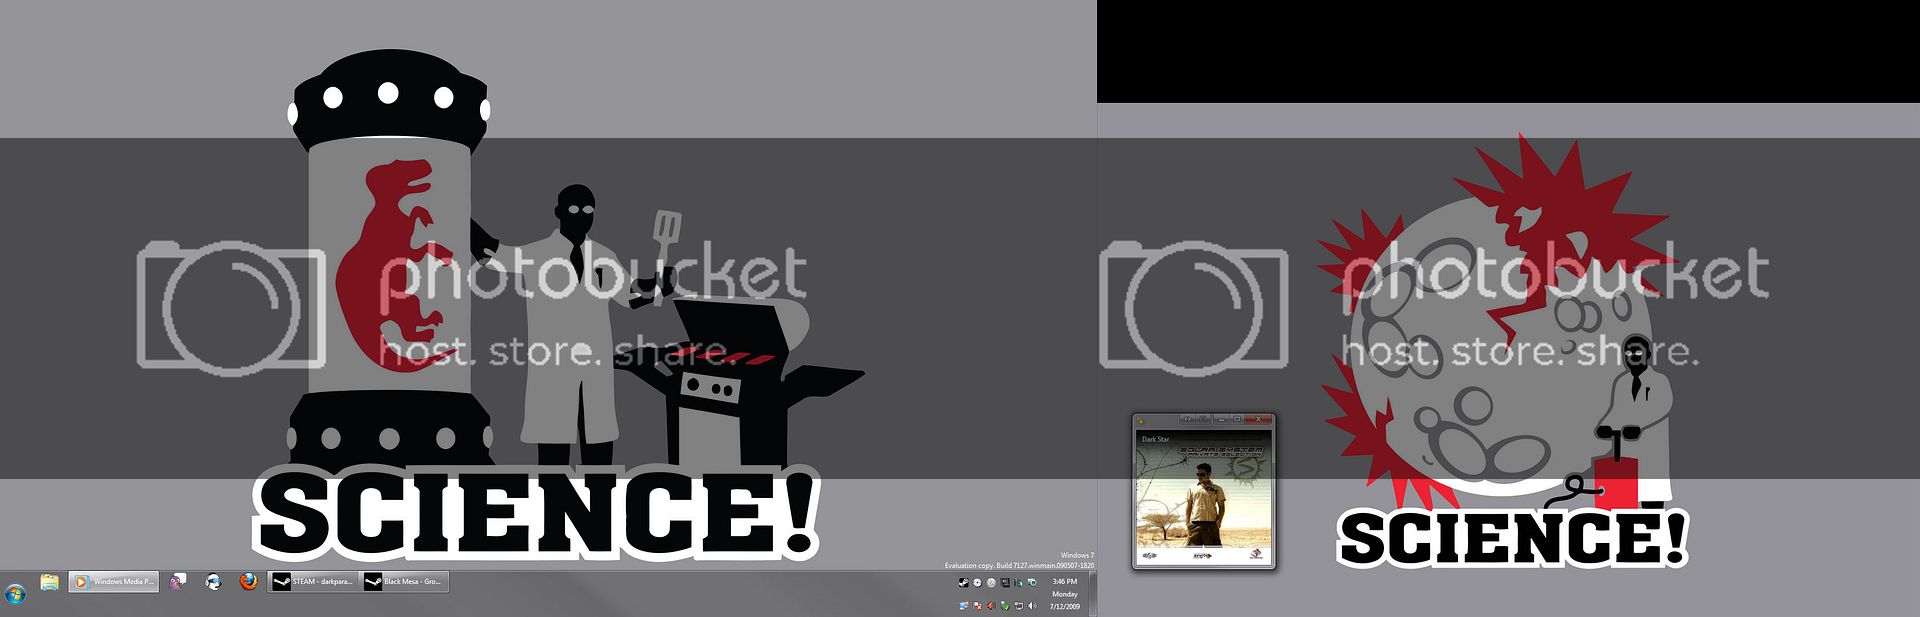 photobucket
host. store. share.
SCIENCE!
Windows 7
Evaluation copy. Build 7127.winmain.090507-1820
Windows Media P...
STEAM - darkpara...
Black Mesa - Gro...
3:46 PM
Monday
7/12/2009
photobucket
host. store. share.
Dark Star
SCIENCE!